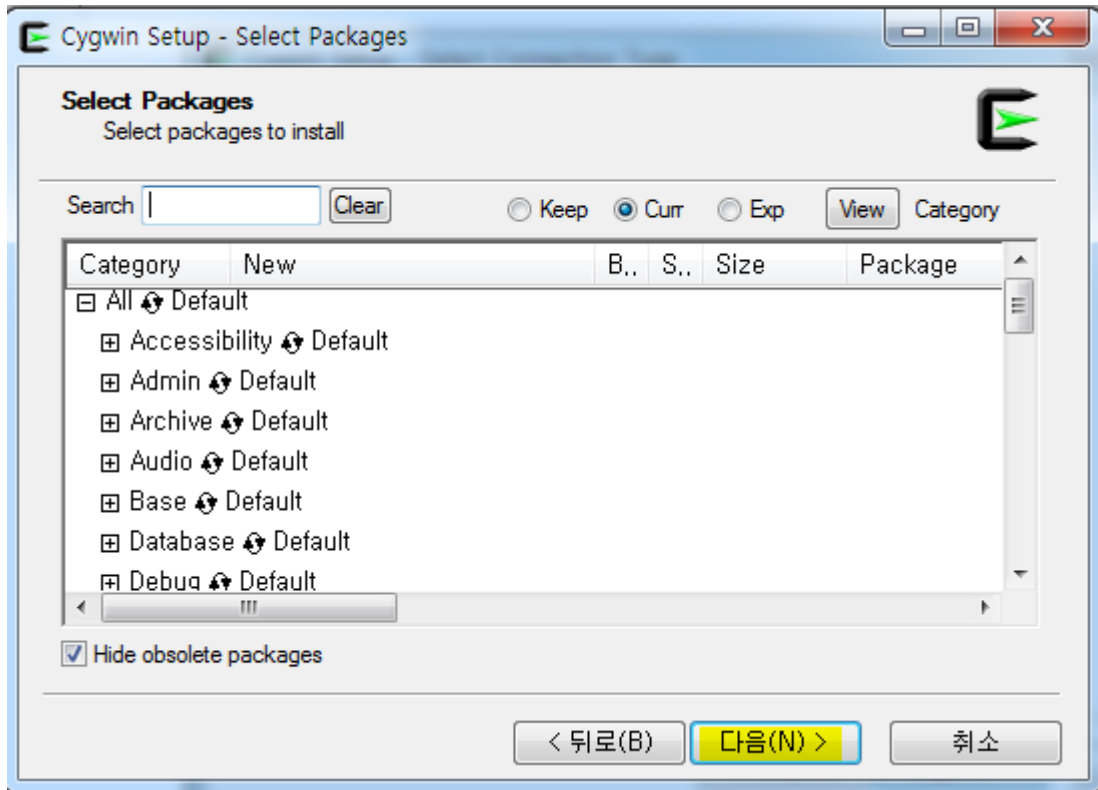 Cygwin Setup - Select Packages
Select Packages
Select packages to install
Search Clear Keep Curr Exp View Category
Category New B.. S.. Size Package
All Default
Accessibility Default
Admin Default
Archive Default
Audio Default
Base Default
Database Default
Debug Default
Hide obsolete packages
< 뒤로(B) 다음(N) > 취소